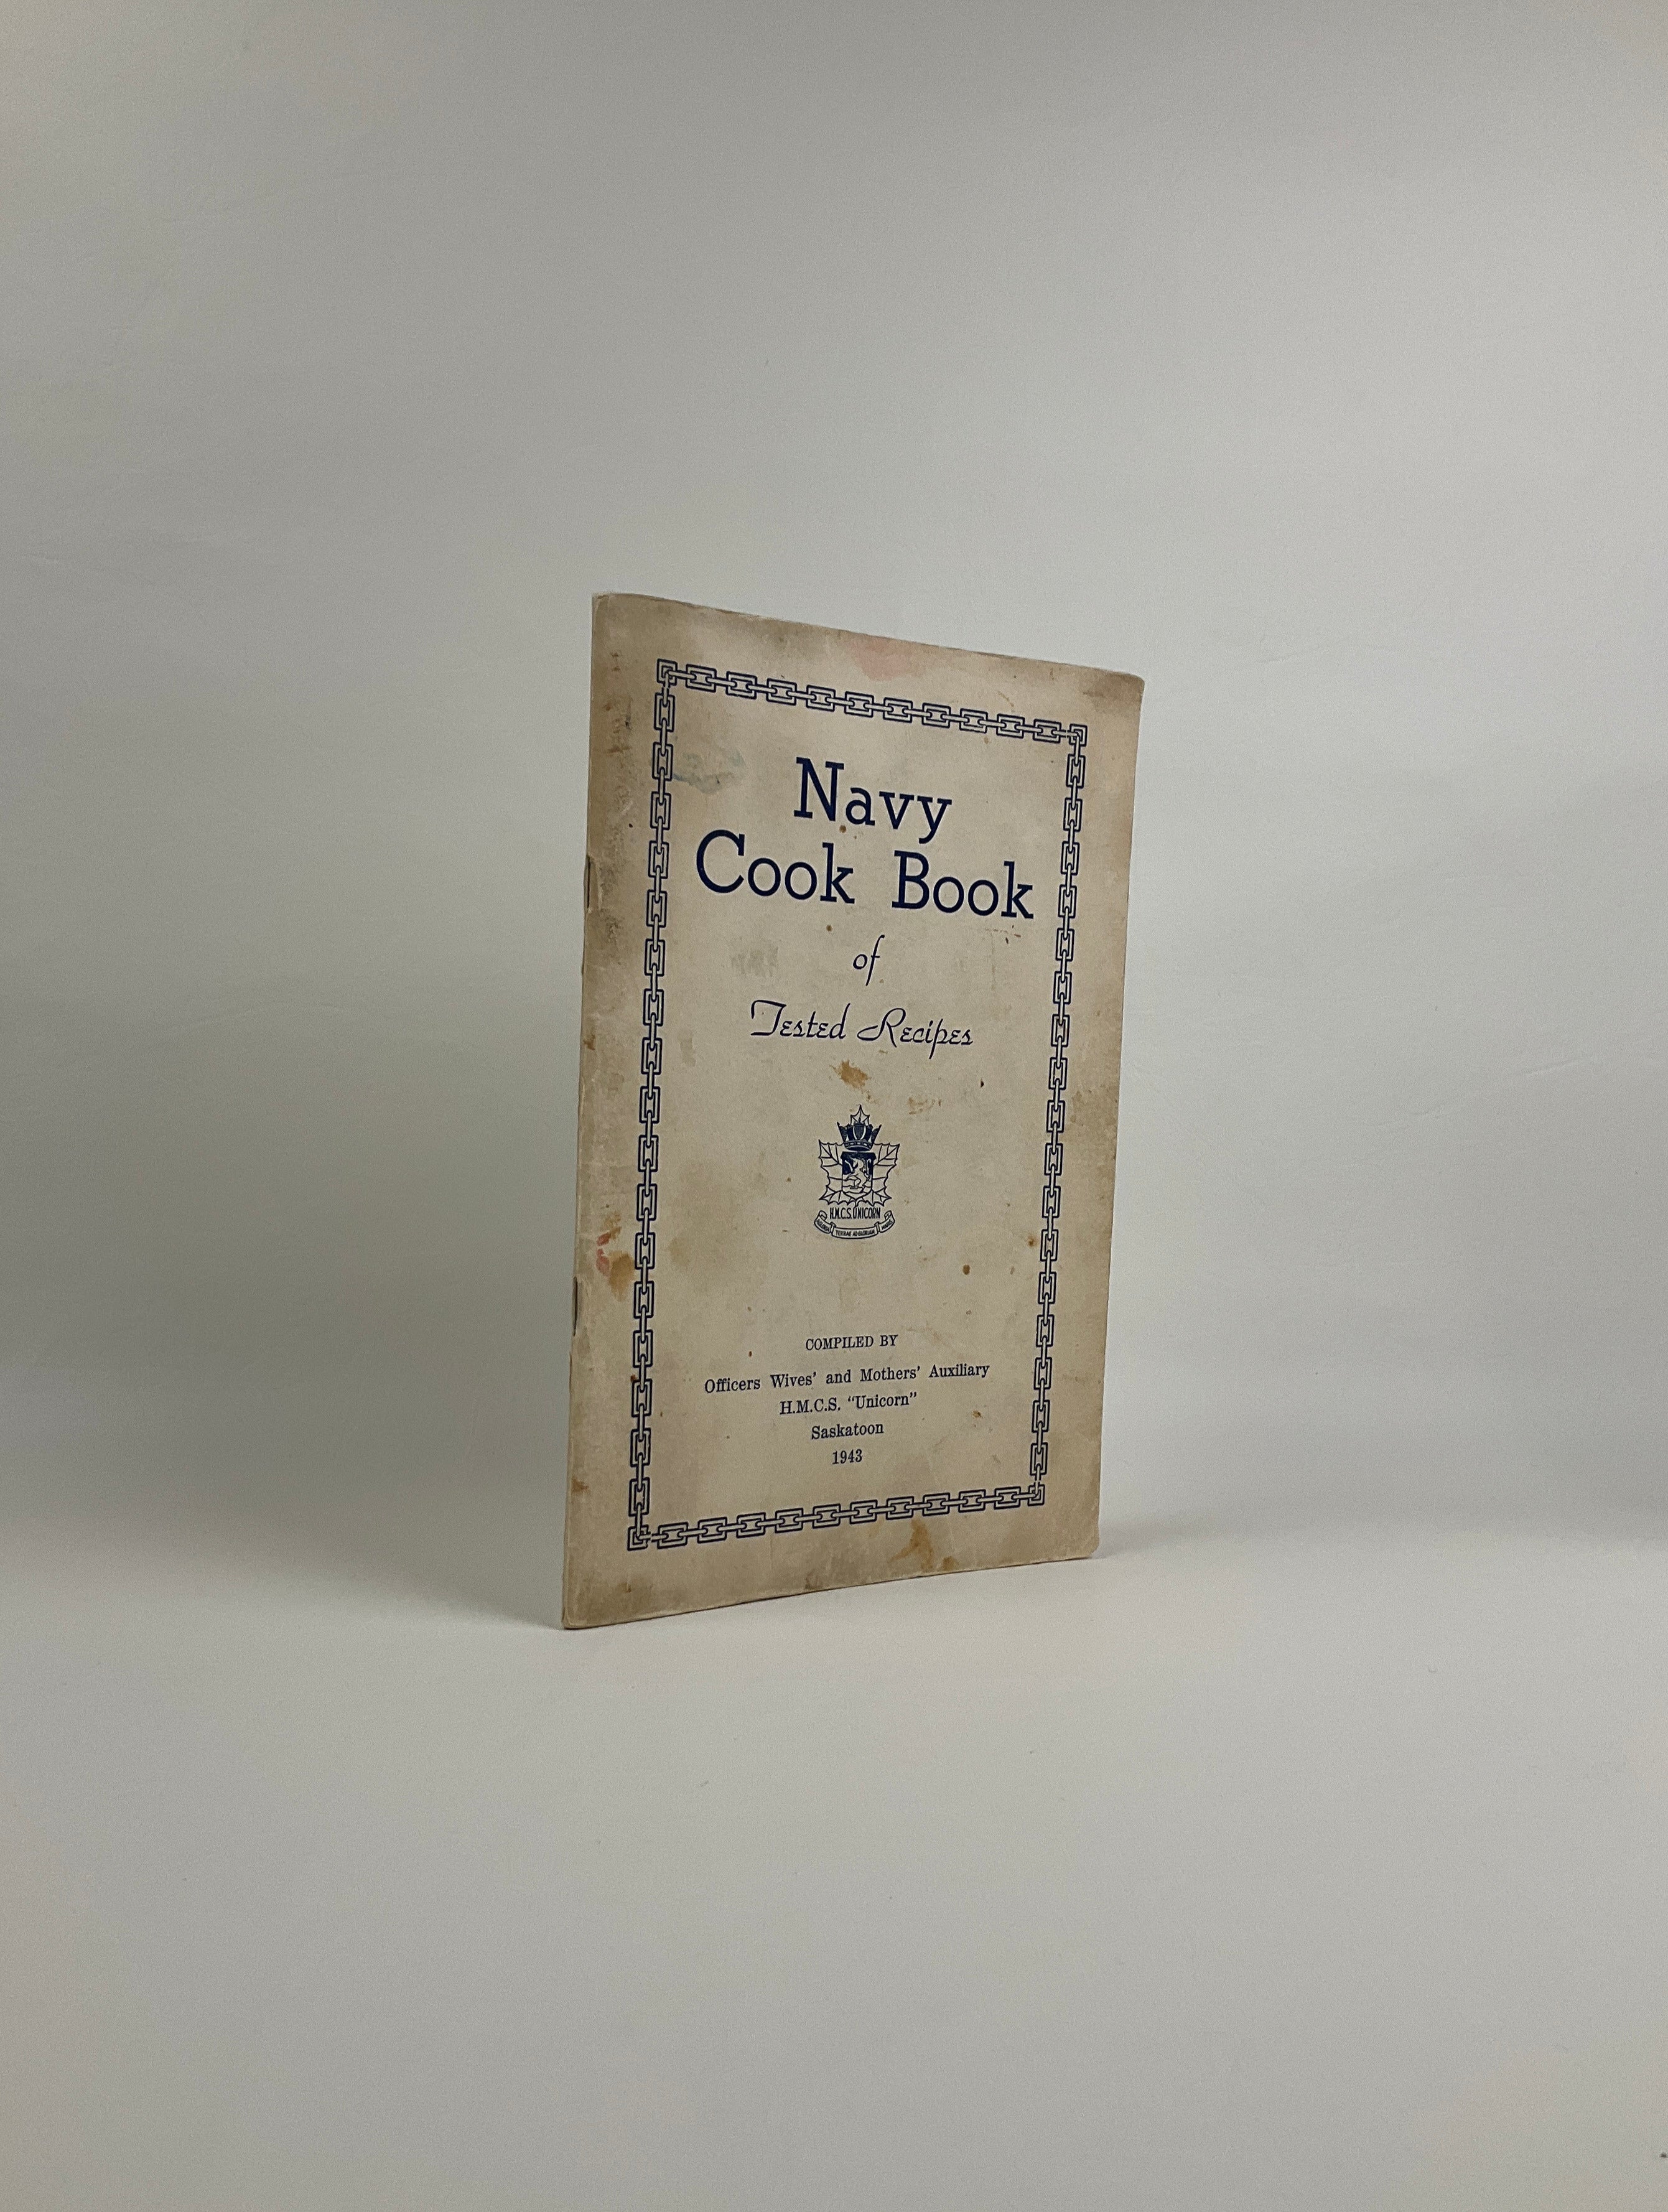 Navy
Cook Book
of
Tested Recipes
H.M.C.S. UNICORN
COMPILED BY
Officers Wives' and Mothers' Auxiliary
H.M.C.S. “Unicorn”
Saskatoon
1943